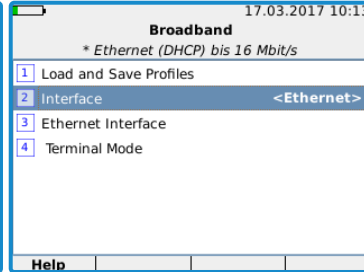 17.03.2017 10:13
Broadband
* Ethernet (DHCP) bis 16 Mbit/s
1 Load and Save Profiles
2 Interface <Ethernet>
3 Ethernet Interface
4 Terminal Mode
Help